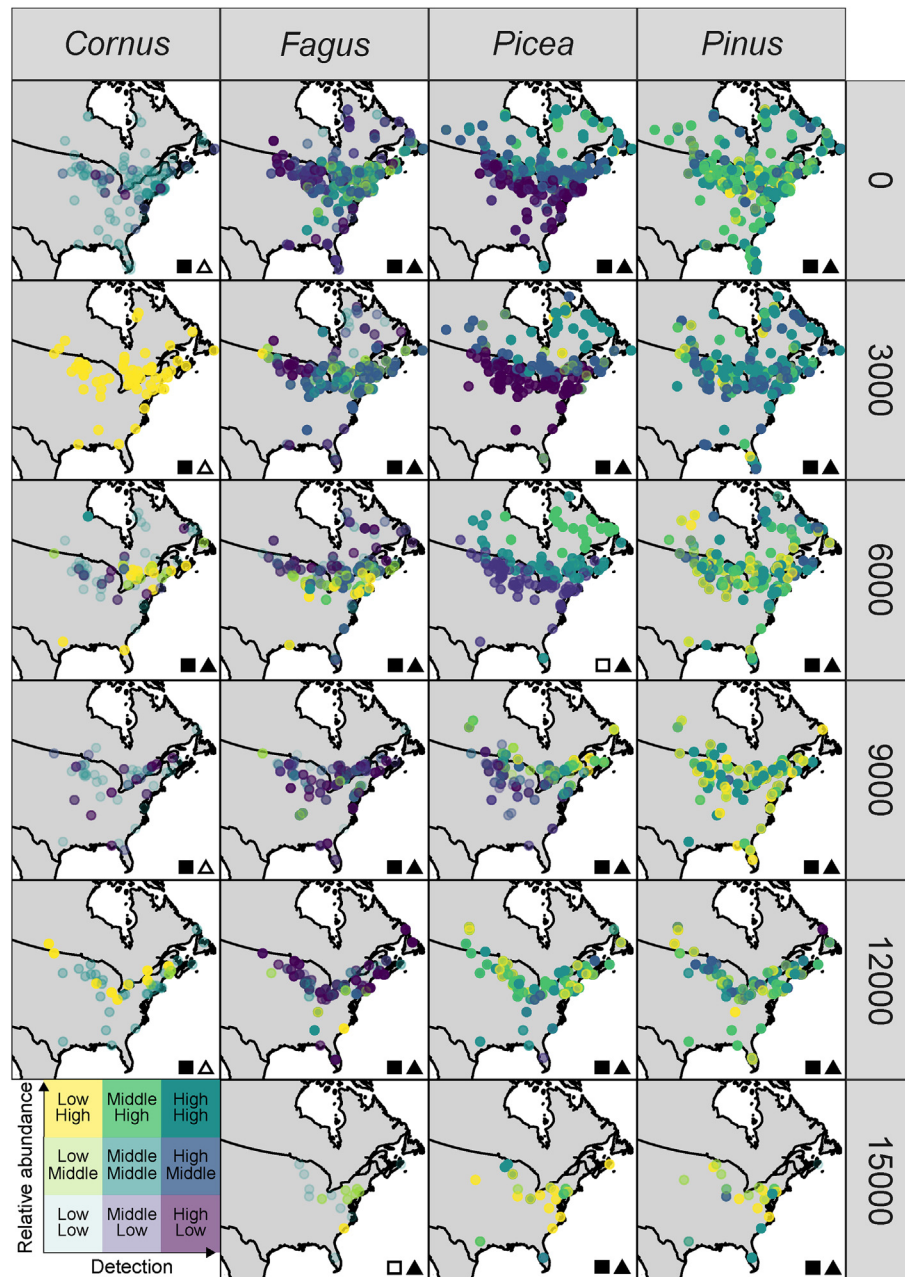 Cornus Fagus Picea Pinus
0
3000
6000
9000
12000
15000
Relative abundance
Low High Middle High High High
Low Middle Middle Middle High Middle
Low Low Middle Low High Low
Detection